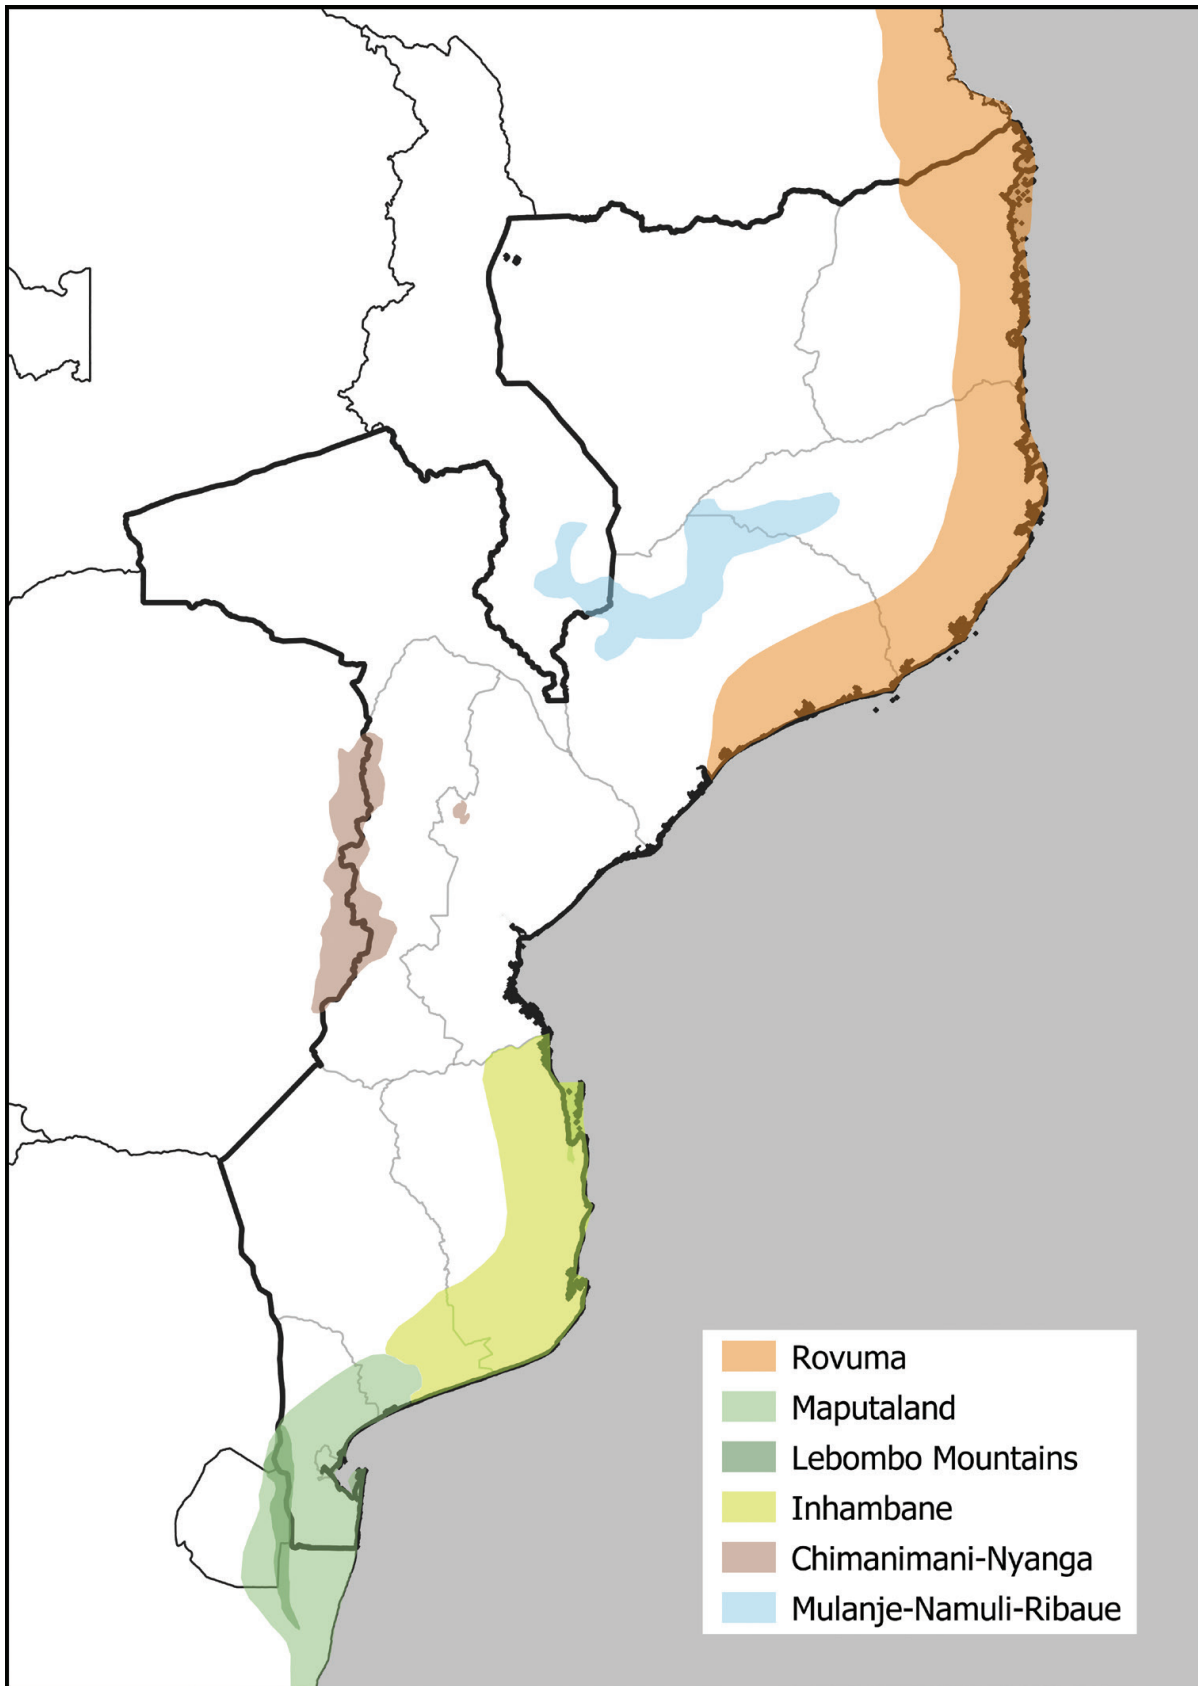 Rovuma
Maputaland
Lebombo Mountains
Inhambane
Chimanimani-Nyanga
Mulanje-Namuli-Ribaue